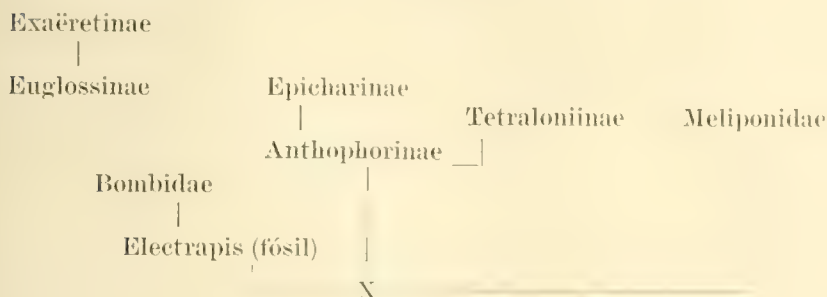 Exaëretinae
Euglossinae Epicharinae
Tetraloniinae Meliponidae
Anthophorinae
Bombidae
Electrapis (fósil)
X